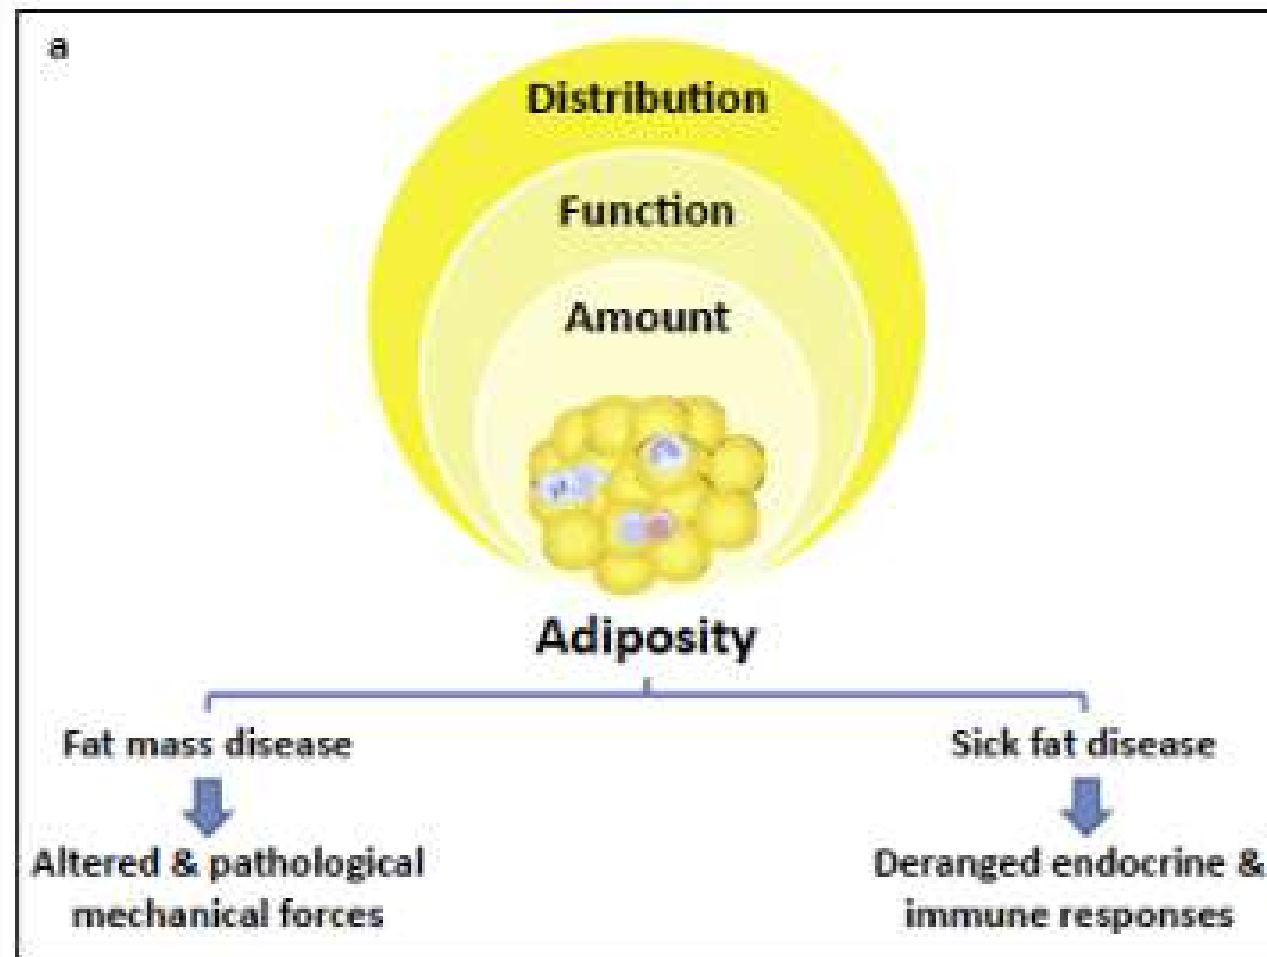 a
Distribution
Function
Amount
Adiposity
Fat mass disease
Sick fat disease
Altered & pathological
mechanical forces
Deranged endocrine &
immune responses